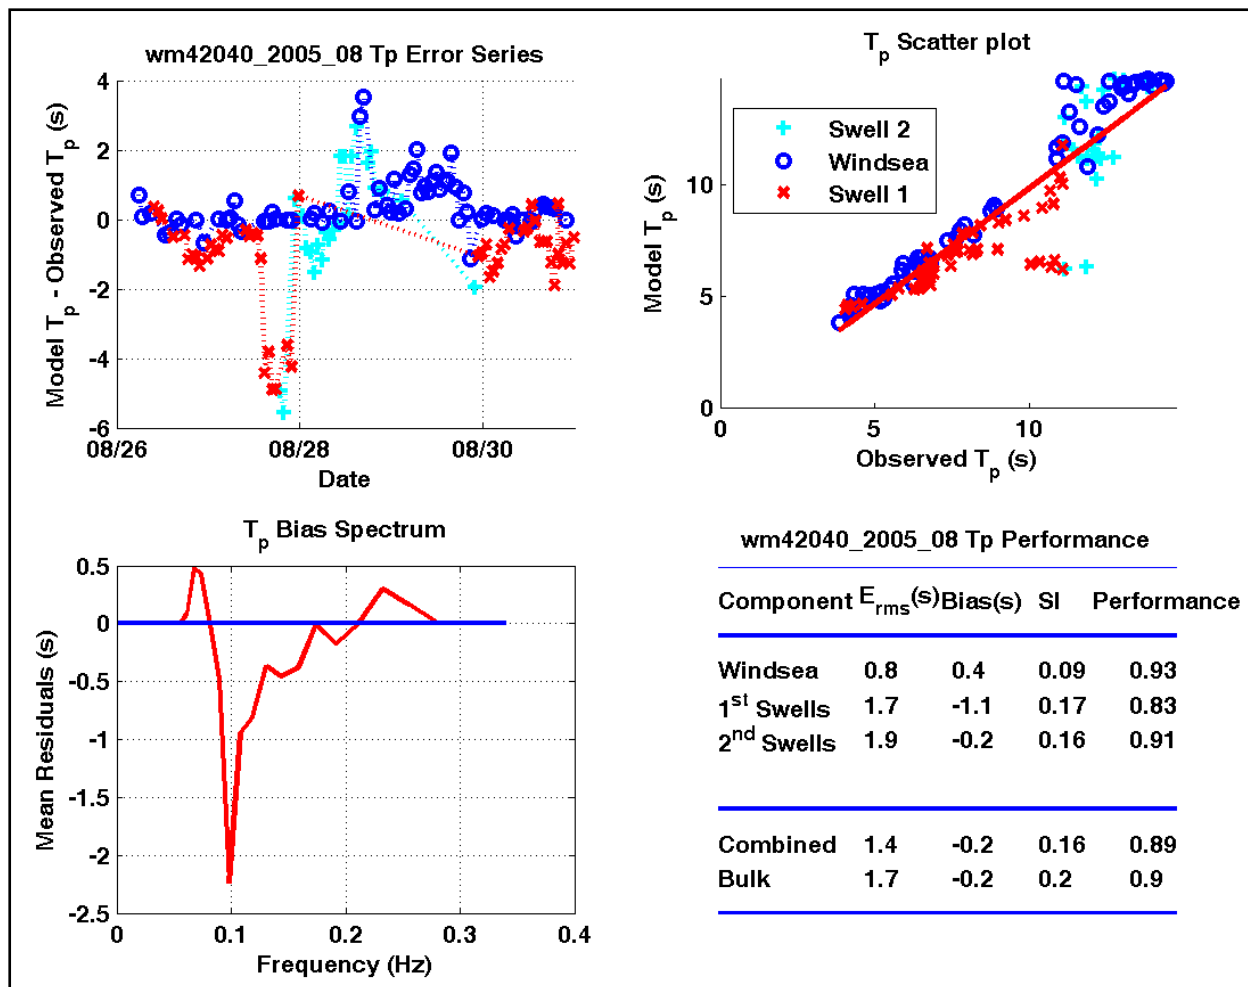 wm42040_2005_08 Tp Error Series
Model Tp - Observed Tp (s)
4
2
0
-2
-4
-6
08/26
08/28
08/30
Date
Tp Scatter plot
Swell 2
Windsea
Swell 1
Model Tp (s)
10
5
0
0
5
10
Observed Tp (s)
Tp Bias Spectrum
Mean Residuals (s)
0.5
0
-0.5
-1
-1.5
-2
-2.5
0
0.1
0.2
0.3
0.4
Frequency (Hz)
wm42040_2005_08 Tp Performance
Component Erms(s) Bias(s) SI Performance
Windsea 0.8 0.4 0.09 0.93
1st Swells 1.7 -1.1 0.17 0.83
2nd Swells 1.9 -0.2 0.16 0.91
Combined 1.4 -0.2 0.16 0.89
Bulk 1.7 -0.2 0.2 0.9